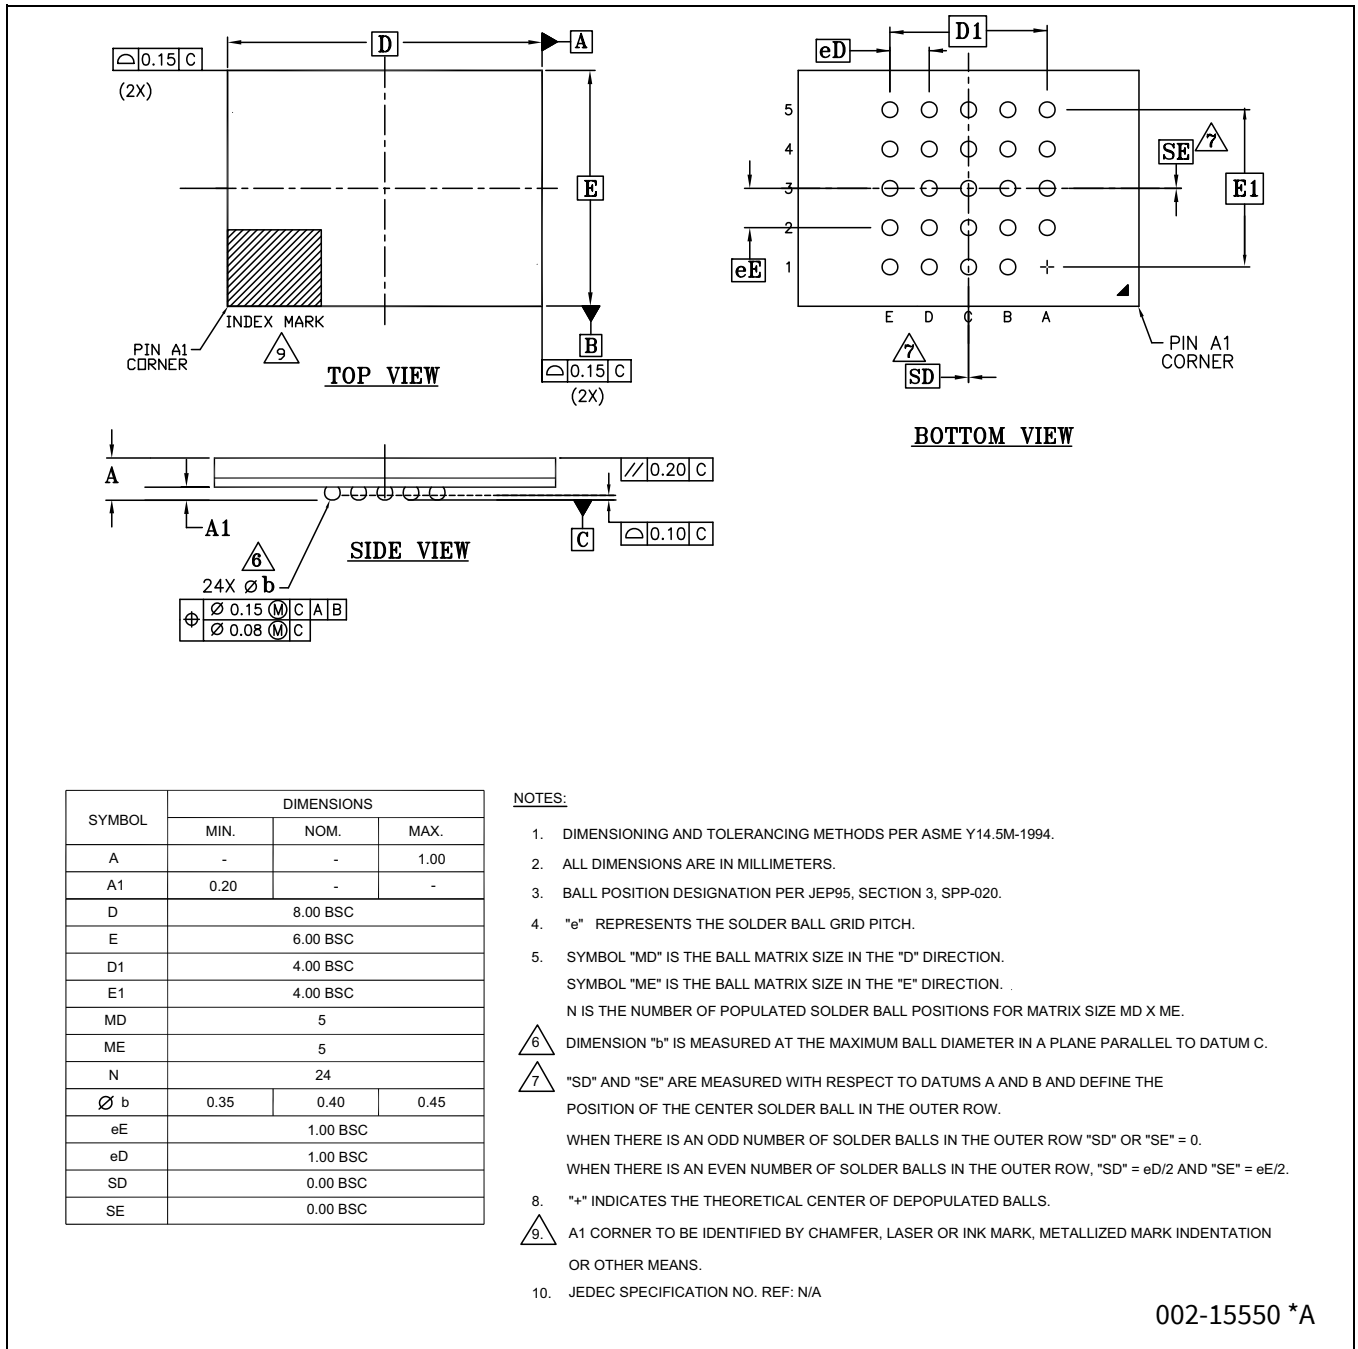 D
A
0.15 C
(2X)
E
INDEX MARK
PIN A1
CORNER
9
B
0.15 C
(2X)
TOP VIEW
D1
eD
5
4
3
2
1
SE
7
E1
eE
E D C B A
7
SD
PIN A1
CORNER
BOTTOM VIEW
A
A1
// 0.20 C
C
0.10 C
SIDE VIEW
6
24X ⌀ b
⌖ ⌀ 0.15 Ⓜ C A B
⌀ 0.08 Ⓜ C
SYMBOL DIMENSIONS
MIN. NOM. MAX.
A - - 1.00
A1 0.20 - -
D 8.00 BSC
E 6.00 BSC
D1 4.00 BSC
E1 4.00 BSC
MD 5
ME 5
N 24
Ø b 0.35 0.40 0.45
eE 1.00 BSC
eD 1.00 BSC
SD 0.00 BSC
SE 0.00 BSC
NOTES:
1. DIMENSIONING AND TOLERANCING METHODS PER ASME Y14.5M-1994.
2. ALL DIMENSIONS ARE IN MILLIMETERS.
3. BALL POSITION DESIGNATION PER JEP95, SECTION 3, SPP-020.
4. "e" REPRESENTS THE SOLDER BALL GRID PITCH.
5. SYMBOL "MD" IS THE BALL MATRIX SIZE IN THE "D" DIRECTION.
SYMBOL "ME" IS THE BALL MATRIX SIZE IN THE "E" DIRECTION.
N IS THE NUMBER OF POPULATED SOLDER BALL POSITIONS FOR MATRIX SIZE MD X ME.
6 DIMENSION "b" IS MEASURED AT THE MAXIMUM BALL DIAMETER IN A PLANE PARALLEL TO DATUM C.
7 "SD" AND "SE" ARE MEASURED WITH RESPECT TO DATUMS A AND B AND DEFINE THE
POSITION OF THE CENTER SOLDER BALL IN THE OUTER ROW.
WHEN THERE IS AN ODD NUMBER OF SOLDER BALLS IN THE OUTER ROW "SD" OR "SE" = 0.
WHEN THERE IS AN EVEN NUMBER OF SOLDER BALLS IN THE OUTER ROW, "SD" = eD/2 AND "SE" = eE/2.
8. "+" INDICATES THE THEORETICAL CENTER OF DEPOPULATED BALLS.
9. A1 CORNER TO BE IDENTIFIED BY CHAMFER, LASER OR INK MARK, METALLIZED MARK INDENTATION
OR OTHER MEANS.
10. JEDEC SPECIFICATION NO. REF: N/A
002-15550 *A